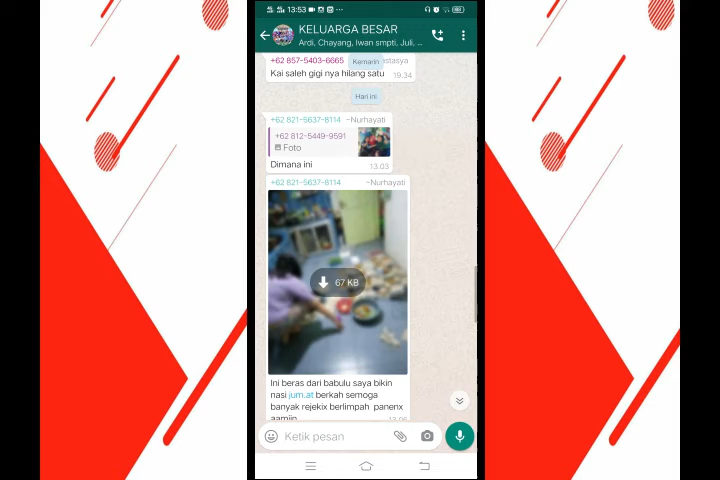 13:53
KELUARGA BESAR
Ardi, Chayang, Iwan smpti, Juli, ...
+62 857-5403-6665
Kemarin
Kai saleh gigi nya hilang satu 19.24
Hari ini
+62 821-5637-8114 ~Nurhayati
+62 812-5449-9591
Foto
Dimana ini 13.03
+62 821-5637-8114 ~Nurhayati
67 KB
Ini beras dari babulu saya bikin
nasi jum.at berkah semoga
banyak rejekix berlimpah panenx
aamiin
Ketik pesan